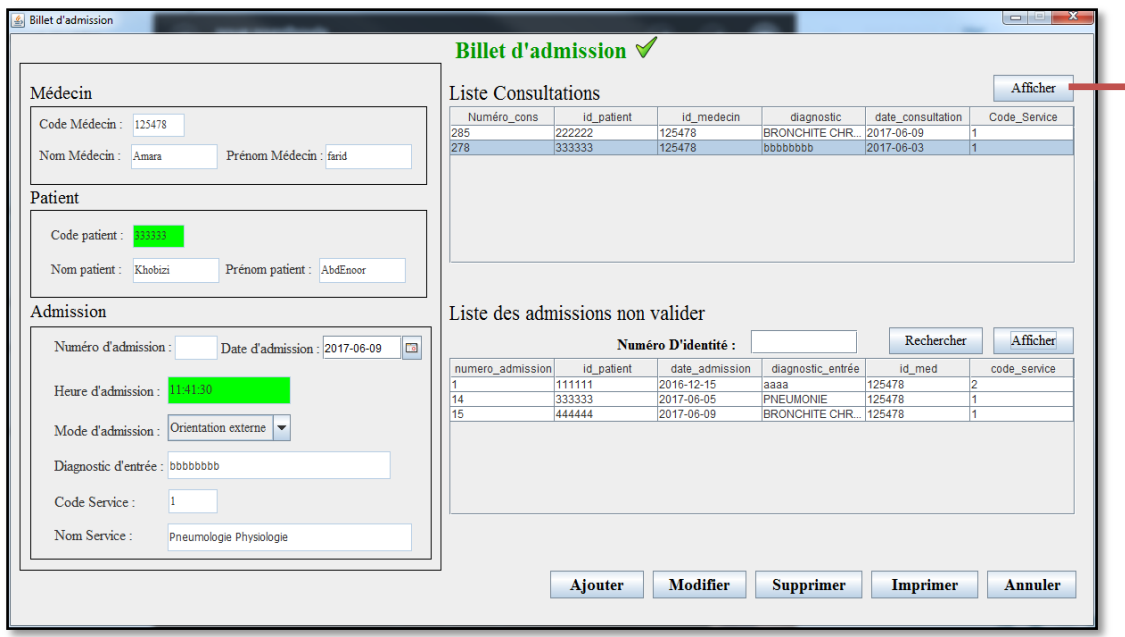 Billet d'admission
Billet d'admission
Médecin
Code Médecin : 125478
Nom Médecin : Amara Prénom Médecin : farid
Patient
Code patient : 333333
Nom patient : Khobizi Prénom patient : AbdEnoor
Admission
Numéro d'admission : Date d'admission : 2017-06-09
Heure d'admission : 11:41:30
Mode d'admission : Orientation externe
Diagnostic d'entrée : bbbbbbbb
Code Service : 1
Nom Service : Pneumologie Physiologie
Liste Consultations Afficher
Numéro_cons id_patient id_medecin diagnostic date_consultation Code_Service
285 222222 125478 BRONCHITE CHR... 2017-06-09 1
278 333333 125478 bbbbbbbb 2017-06-03 1
Liste des admissions non valider
Numéro D'identité : Rechercher Afficher
numero_admission id_patient date_admission diagnostic_entrée id_med code_service
1 111111 2016-12-15 aaaa 125478 2
14 333333 2017-06-05 PNEUMONIE 125478 1
15 444444 2017-06-09 BRONCHITE CHR... 125478 1
Ajouter Modifier Supprimer Imprimer Annuler